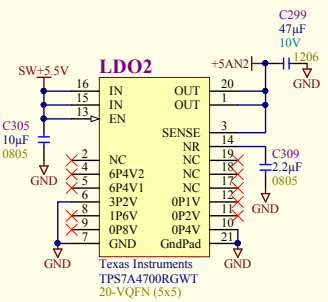 C299
47µF
10V
1206
GND
+5AN2
SW+5.5V
LDO2
16 IN OUT 20
15 IN OUT 1
13 EN
SENSE 3
NR 14
C305
10µF
0805
GND
2 NC NC 19
4 6P4V2 NC 18
5 6P4V1 NC 17
6 3P2V 0P1V 12
8 1P6V 0P2V 11
9 0P8V 0P4V 10
7 GND GndPad 21
C309
2.2µF
0805
GND
GND
GND
Texas Instruments
TPS7A4700RGWT
20-VQFN (5x5)